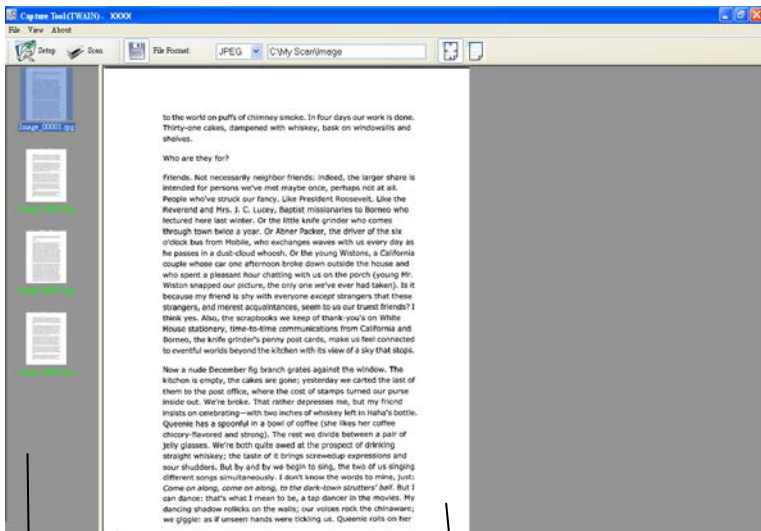 Capture Tool(TWAIN) - XXXX
File View About
Setup Scan File Format JPEG C:\My Scan\Image
Image_00001.jpg
to the world on puffs of chimney smoke. In four days our work is done.
Thirty-one cakes, dampened with whiskey, bask on windowsills and
shelves.
Who are they for?
Friends. Not necessarily neighbor friends: indeed, the larger share is
intended for persons we've met maybe once, perhaps not at all.
People who've struck our fancy. Like President Roosevelt. Like the
Reverend and Mrs. J. C. Lucey, Baptist missionaries to Borneo who
lectured here last winter. Or the little knife grinder who comes
through town twice a year. Or Abner Packer, the driver of the six
o'clock bus from Mobile, who exchanges waves with us every day as
he passes in a dust-cloud whoosh. Or the young Wistons, a California
couple whose car one afternoon broke down outside the house and
who spent a pleasant hour chatting with us on the porch (young Mr.
Wiston snapped our picture, the only one we've ever had taken). Is it
because my friend is shy with everyone except strangers that these
strangers, and merest acquaintances, seem to us our truest friends? I
think yes. Also, the scrapbooks we keep of thank-you's on White
House stationery, time-to-time communications from California and
Borneo, the knife grinder's penny post cards, make us feel connected
to eventful worlds beyond the kitchen with its view of a sky that stops.
Now a nude December fig branch grates against the window. The
kitchen is empty, the cakes are gone; yesterday we carted the last of
them to the post office, where the cost of stamps turned our purse
inside out. We're broke. That rather depresses me, but my friend
insists on celebrating—with two inches of whiskey left in Haha's bottle.
Queenie has a spoonful in a bowl of coffee (she likes her coffee
chicory-flavored and strong). The rest we divide between a pair of
jelly glasses. We're both quite awed at the prospect of drinking
straight whiskey; the taste of it brings screwedup expressions and
sour shudders. But by and by we begin to sing, the two of us singing
different songs simultaneously. I don't know the words to mine, just:
Come on along, come on along, to the dark-town strutters' ball. But I
can dance: that's what I mean to be, a tap dancer in the movies. My
dancing shadow rollicks on the walls; our voices rock the chinaware;
we giggle: as if unseen hands were tickling us. Queenie rolls on her